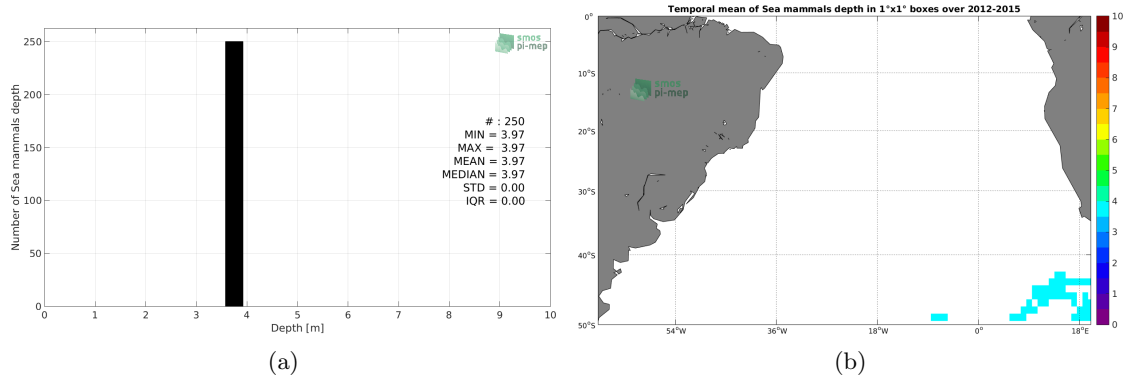 250
200
150
100
50
0
Number of Sea mammals depth
smos
pi-mep
# : 250
MIN = 3.97
MAX = 3.97
MEAN = 3.97
MEDIAN = 3.97
STD = 0.00
IQR = 0.00
0 1 2 3 4 5 6 7 8 9 10
Depth [m]
(a)
Temporal mean of Sea mammals depth in 1°x1° boxes over 2012-2015
0°
10°S
20°S
30°S
40°S
50°S
smos
pi-mep
54°W 36°W 18°W 0° 18°E
10
9
8
7
6
5
4
3
2
1
0
(b)